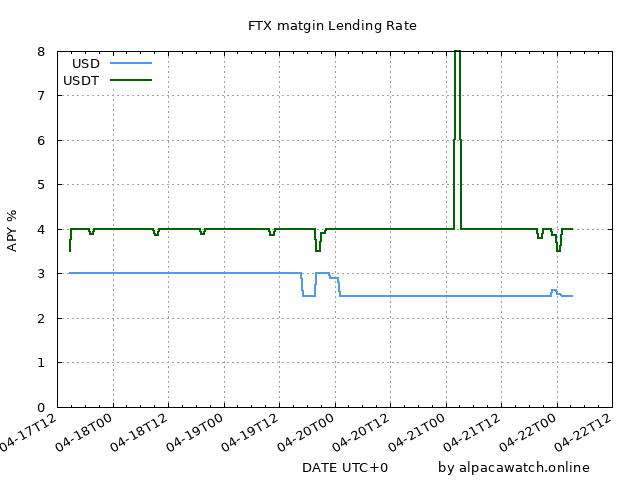 FTX matgin Lending Rate
USD
USDT
8
7
6
5
4
3
2
1
0
APY %
04-17T12
04-18T00
04-18T12
04-19T00
04-19T12
04-20T00
04-20T12
04-21T00
04-21T12
04-22T00
04-22T12
DATE UTC+0
by alpacawatch.online